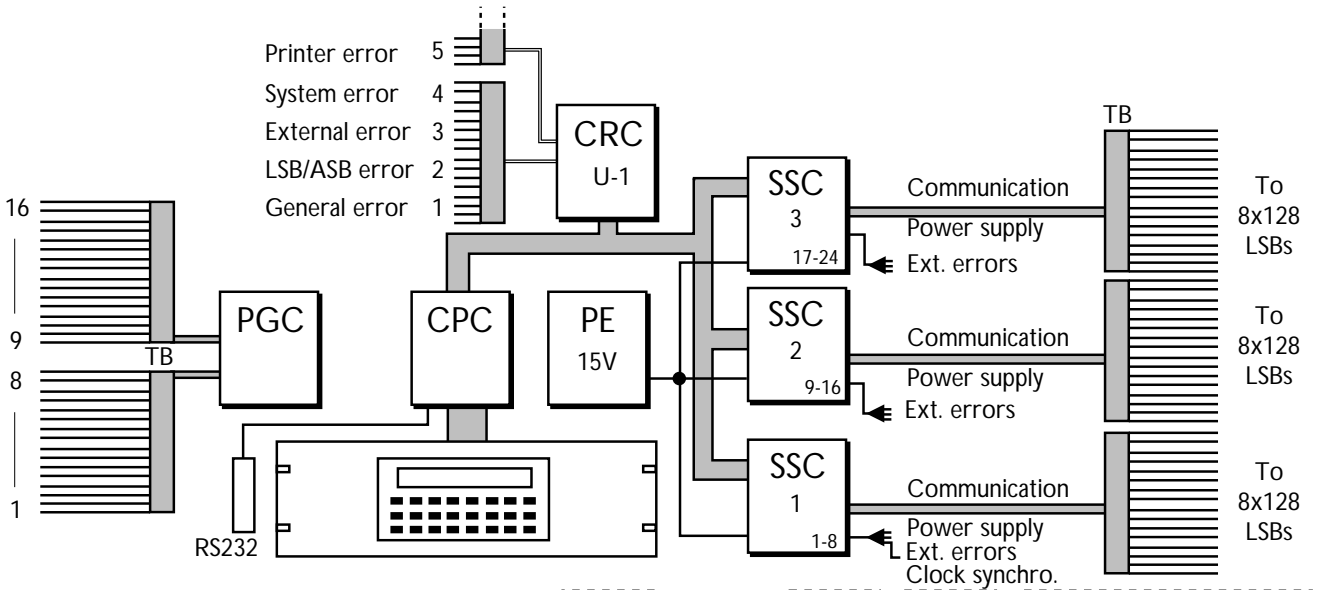 Printer error 5
System error 4
External error 3
LSB/ASB error 2
General error 1
CRC
U-1
TB
16
9
8
1
TB
PGC
CPC
PE
15V
RS232
SSC
3
17-24
Communication
Power supply
Ext. errors
To
8x128
LSBs
SSC
2
9-16
Communication
Power supply
Ext. errors
To
8x128
LSBs
SSC
1
1-8
Communication
Power supply
Ext. errors
Clock synchro.
To
8x128
LSBs